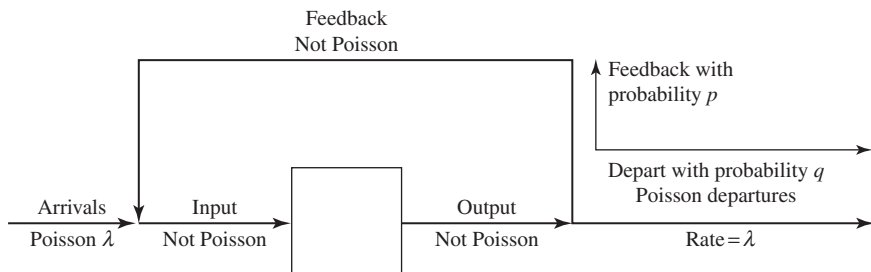 Feedback
Not Poisson
Feedback with
probability p
Depart with probability q
Poisson departures
Arrivals
Poisson λ
Input
Not Poisson
Output
Not Poisson
Rate = λ